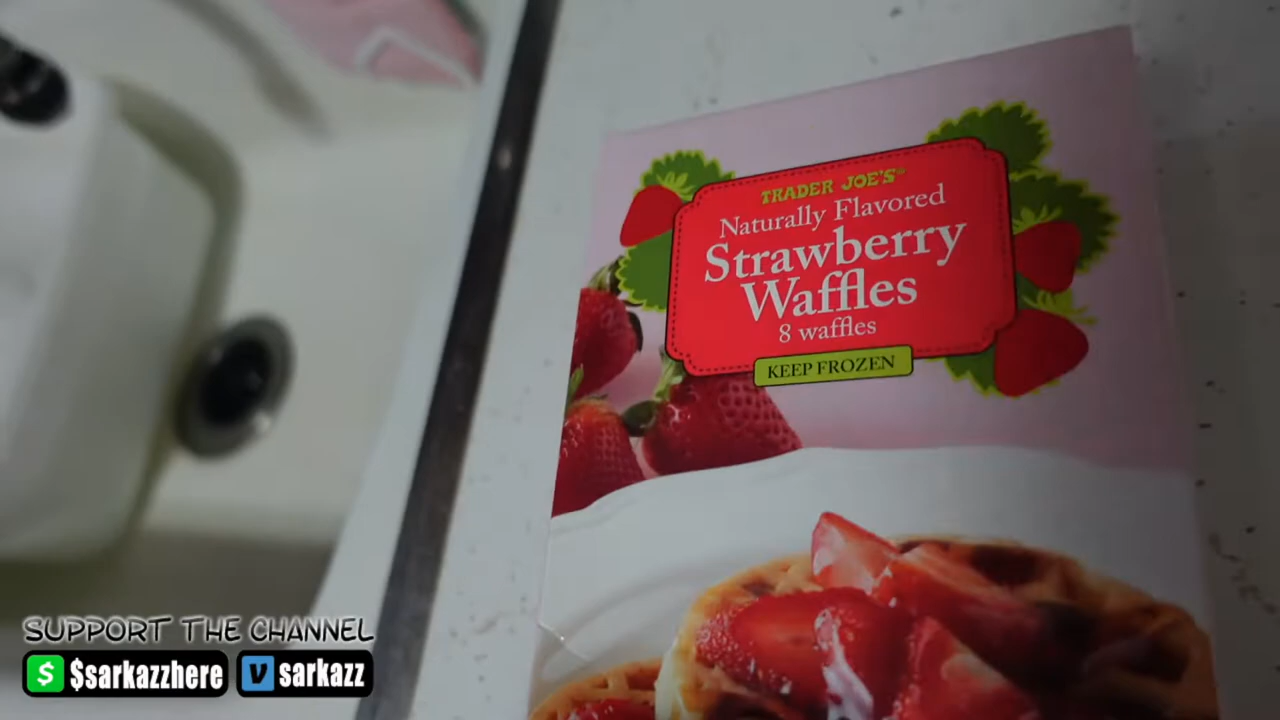 TRADER JOE'S®
Naturally Flavored
Strawberry
Waffles
8 waffles
KEEP FROZEN
SUPPORT THE CHANNEL
$sarkazzhere
sarkazz